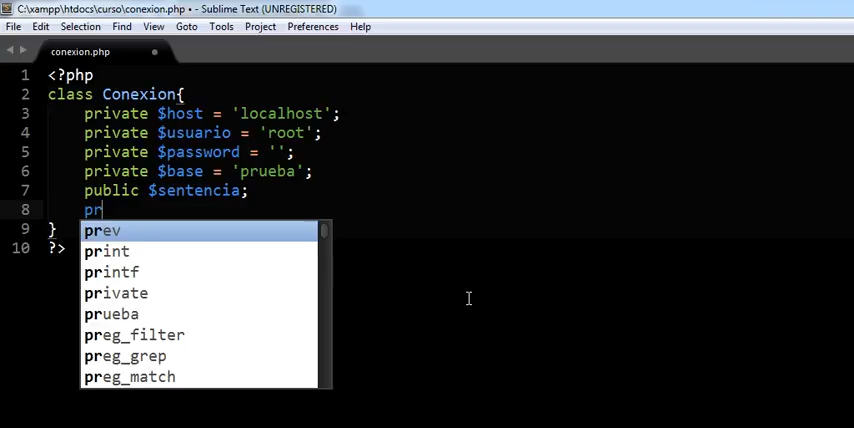 C:\xampp\htdocs\curso\conexion.php • - Sublime Text (UNREGISTERED)
File Edit Selection Find View Goto Tools Project Preferences Help
conexion.php
1 <?php
2 class Conexion{
3 private $host = 'localhost';
4 private $usuario = 'root';
5 private $password = '';
6 private $base = 'prueba';
7 public $sentencia;
8 pr
prev
9 }
10 ?>
print
printf
private
prueba
preg_filter
preg_grep
preg_match